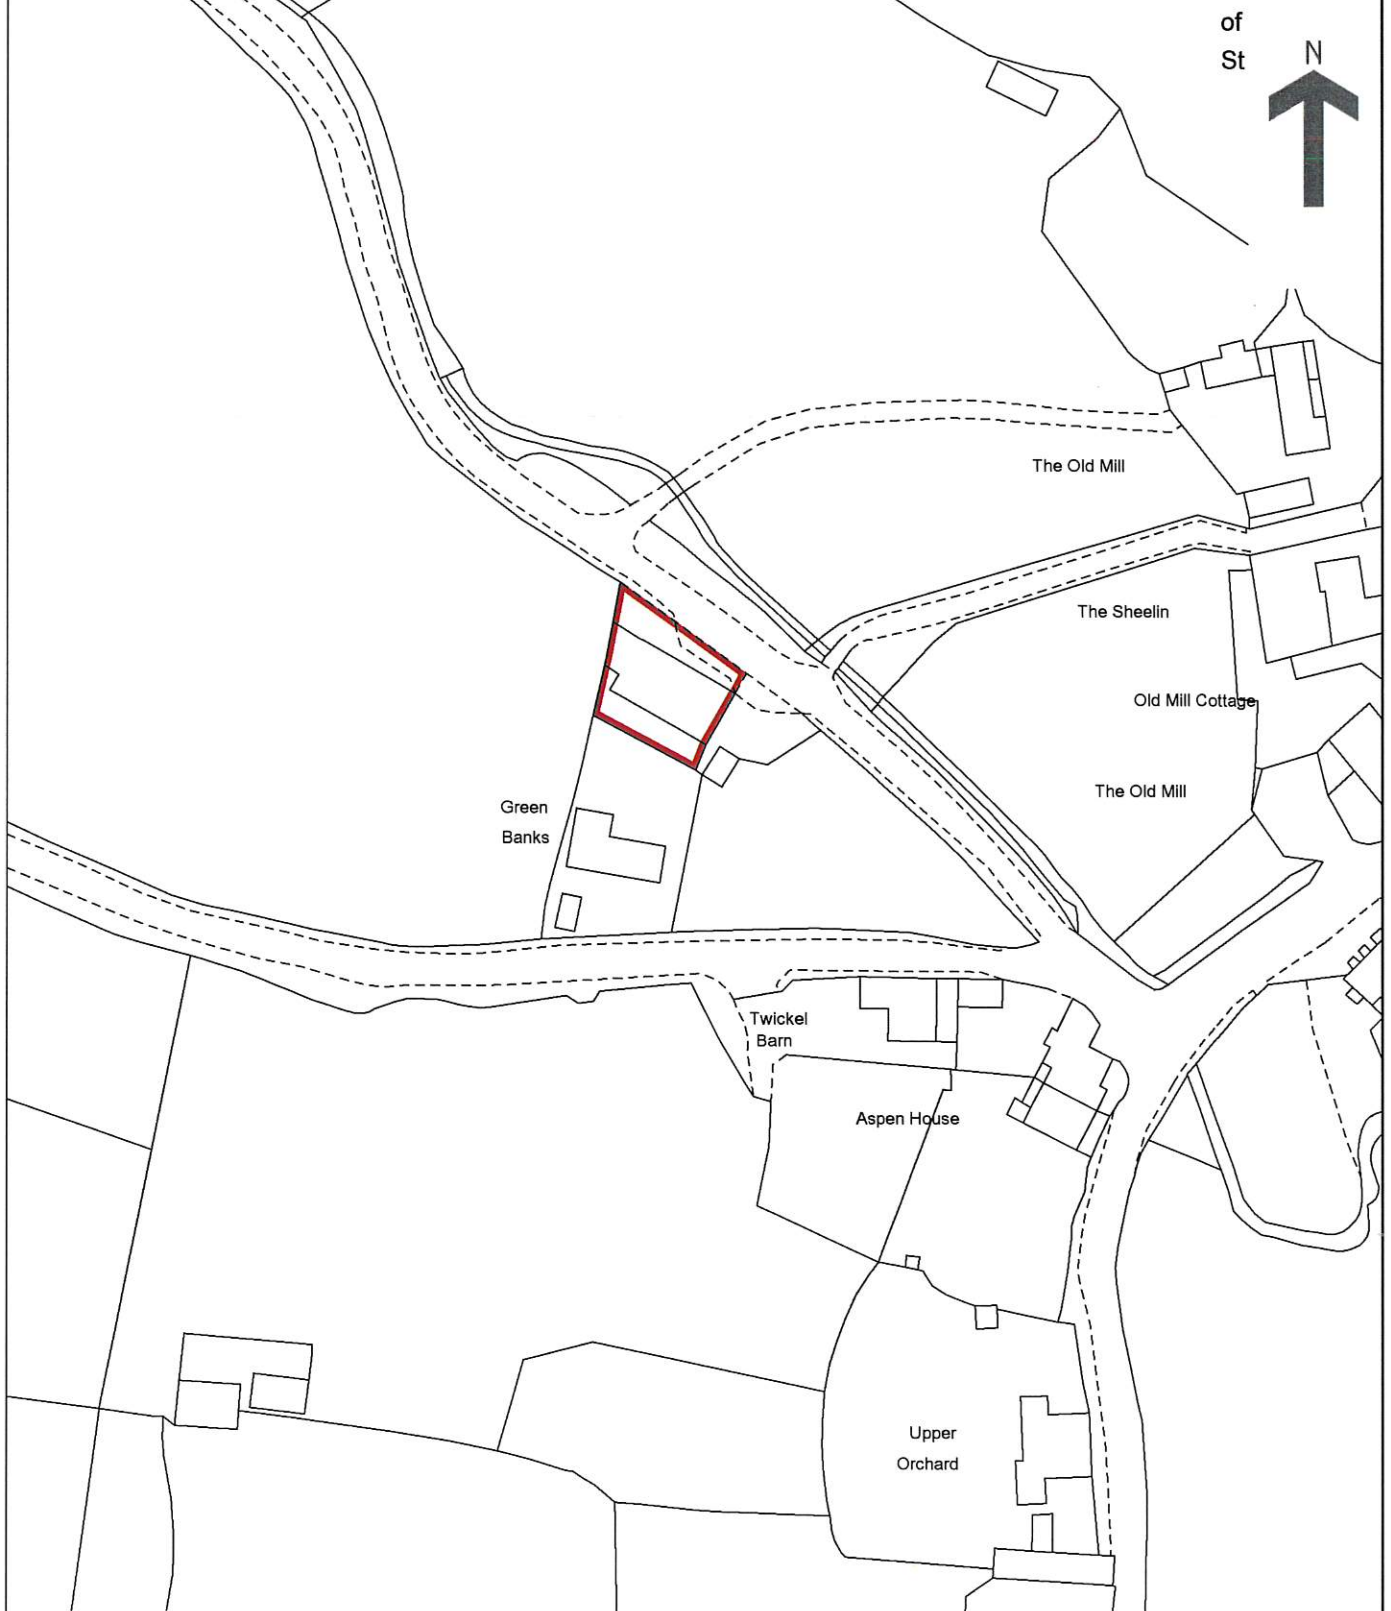 of
St
N
The Old Mill
The Sheelin
Old Mill Cottage
The Old Mill
Green
Banks
Twickel
Barn
Aspen House
Upper
Orchard